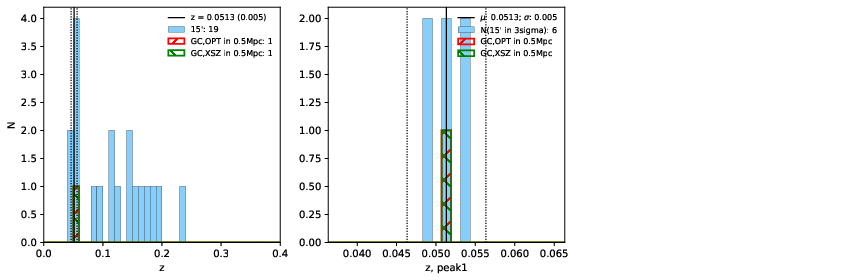 z = 0.0513 (0.005)
15': 19
GC,OPT in 0.5Mpc: 1
GC,XSZ in 0.5Mpc: 1
4.0
3.5
3.0
2.5
2.0
1.5
1.0
0.5
0.0
N
0.0 0.1 0.2 0.3 0.4
z
μ: 0.0513; σ: 0.005
N(15' in 3sigma): 6
GC,OPT in 0.5Mpc
GC,XSZ in 0.5Mpc
2.00
1.75
1.50
1.25
1.00
0.75
0.50
0.25
0.00
0.040 0.045 0.050 0.055 0.060 0.065
z, peak1